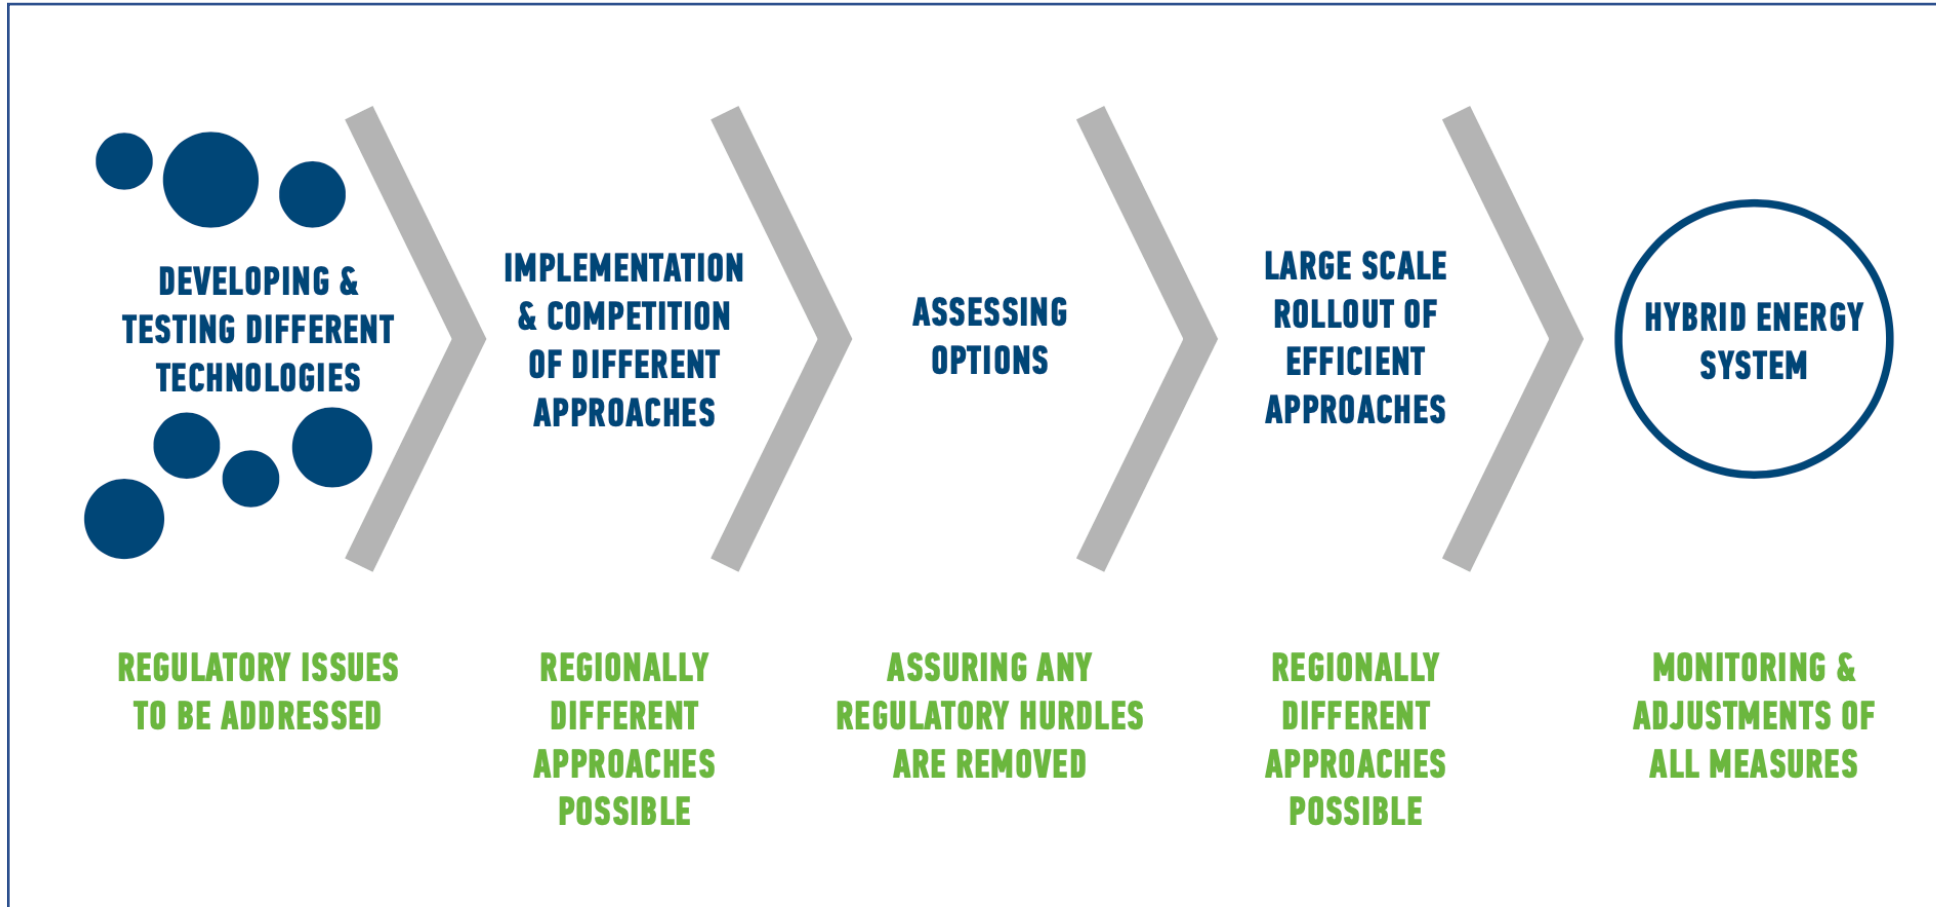 DEVELOPING &
TESTING DIFFERENT
TECHNOLOGIES
IMPLEMENTATION
& COMPETITION
OF DIFFERENT
APPROACHES
ASSESSING
OPTIONS
LARGE SCALE
ROLLOUT OF
EFFICIENT
APPROACHES
HYBRID ENERGY
SYSTEM
REGULATORY ISSUES
TO BE ADDRESSED
REGIONALLY
DIFFERENT
APPROACHES
POSSIBLE
ASSURING ANY
REGULATORY HURDLES
ARE REMOVED
REGIONALLY
DIFFERENT
APPROACHES
POSSIBLE
MONITORING &
ADJUSTMENTS OF
ALL MEASURES